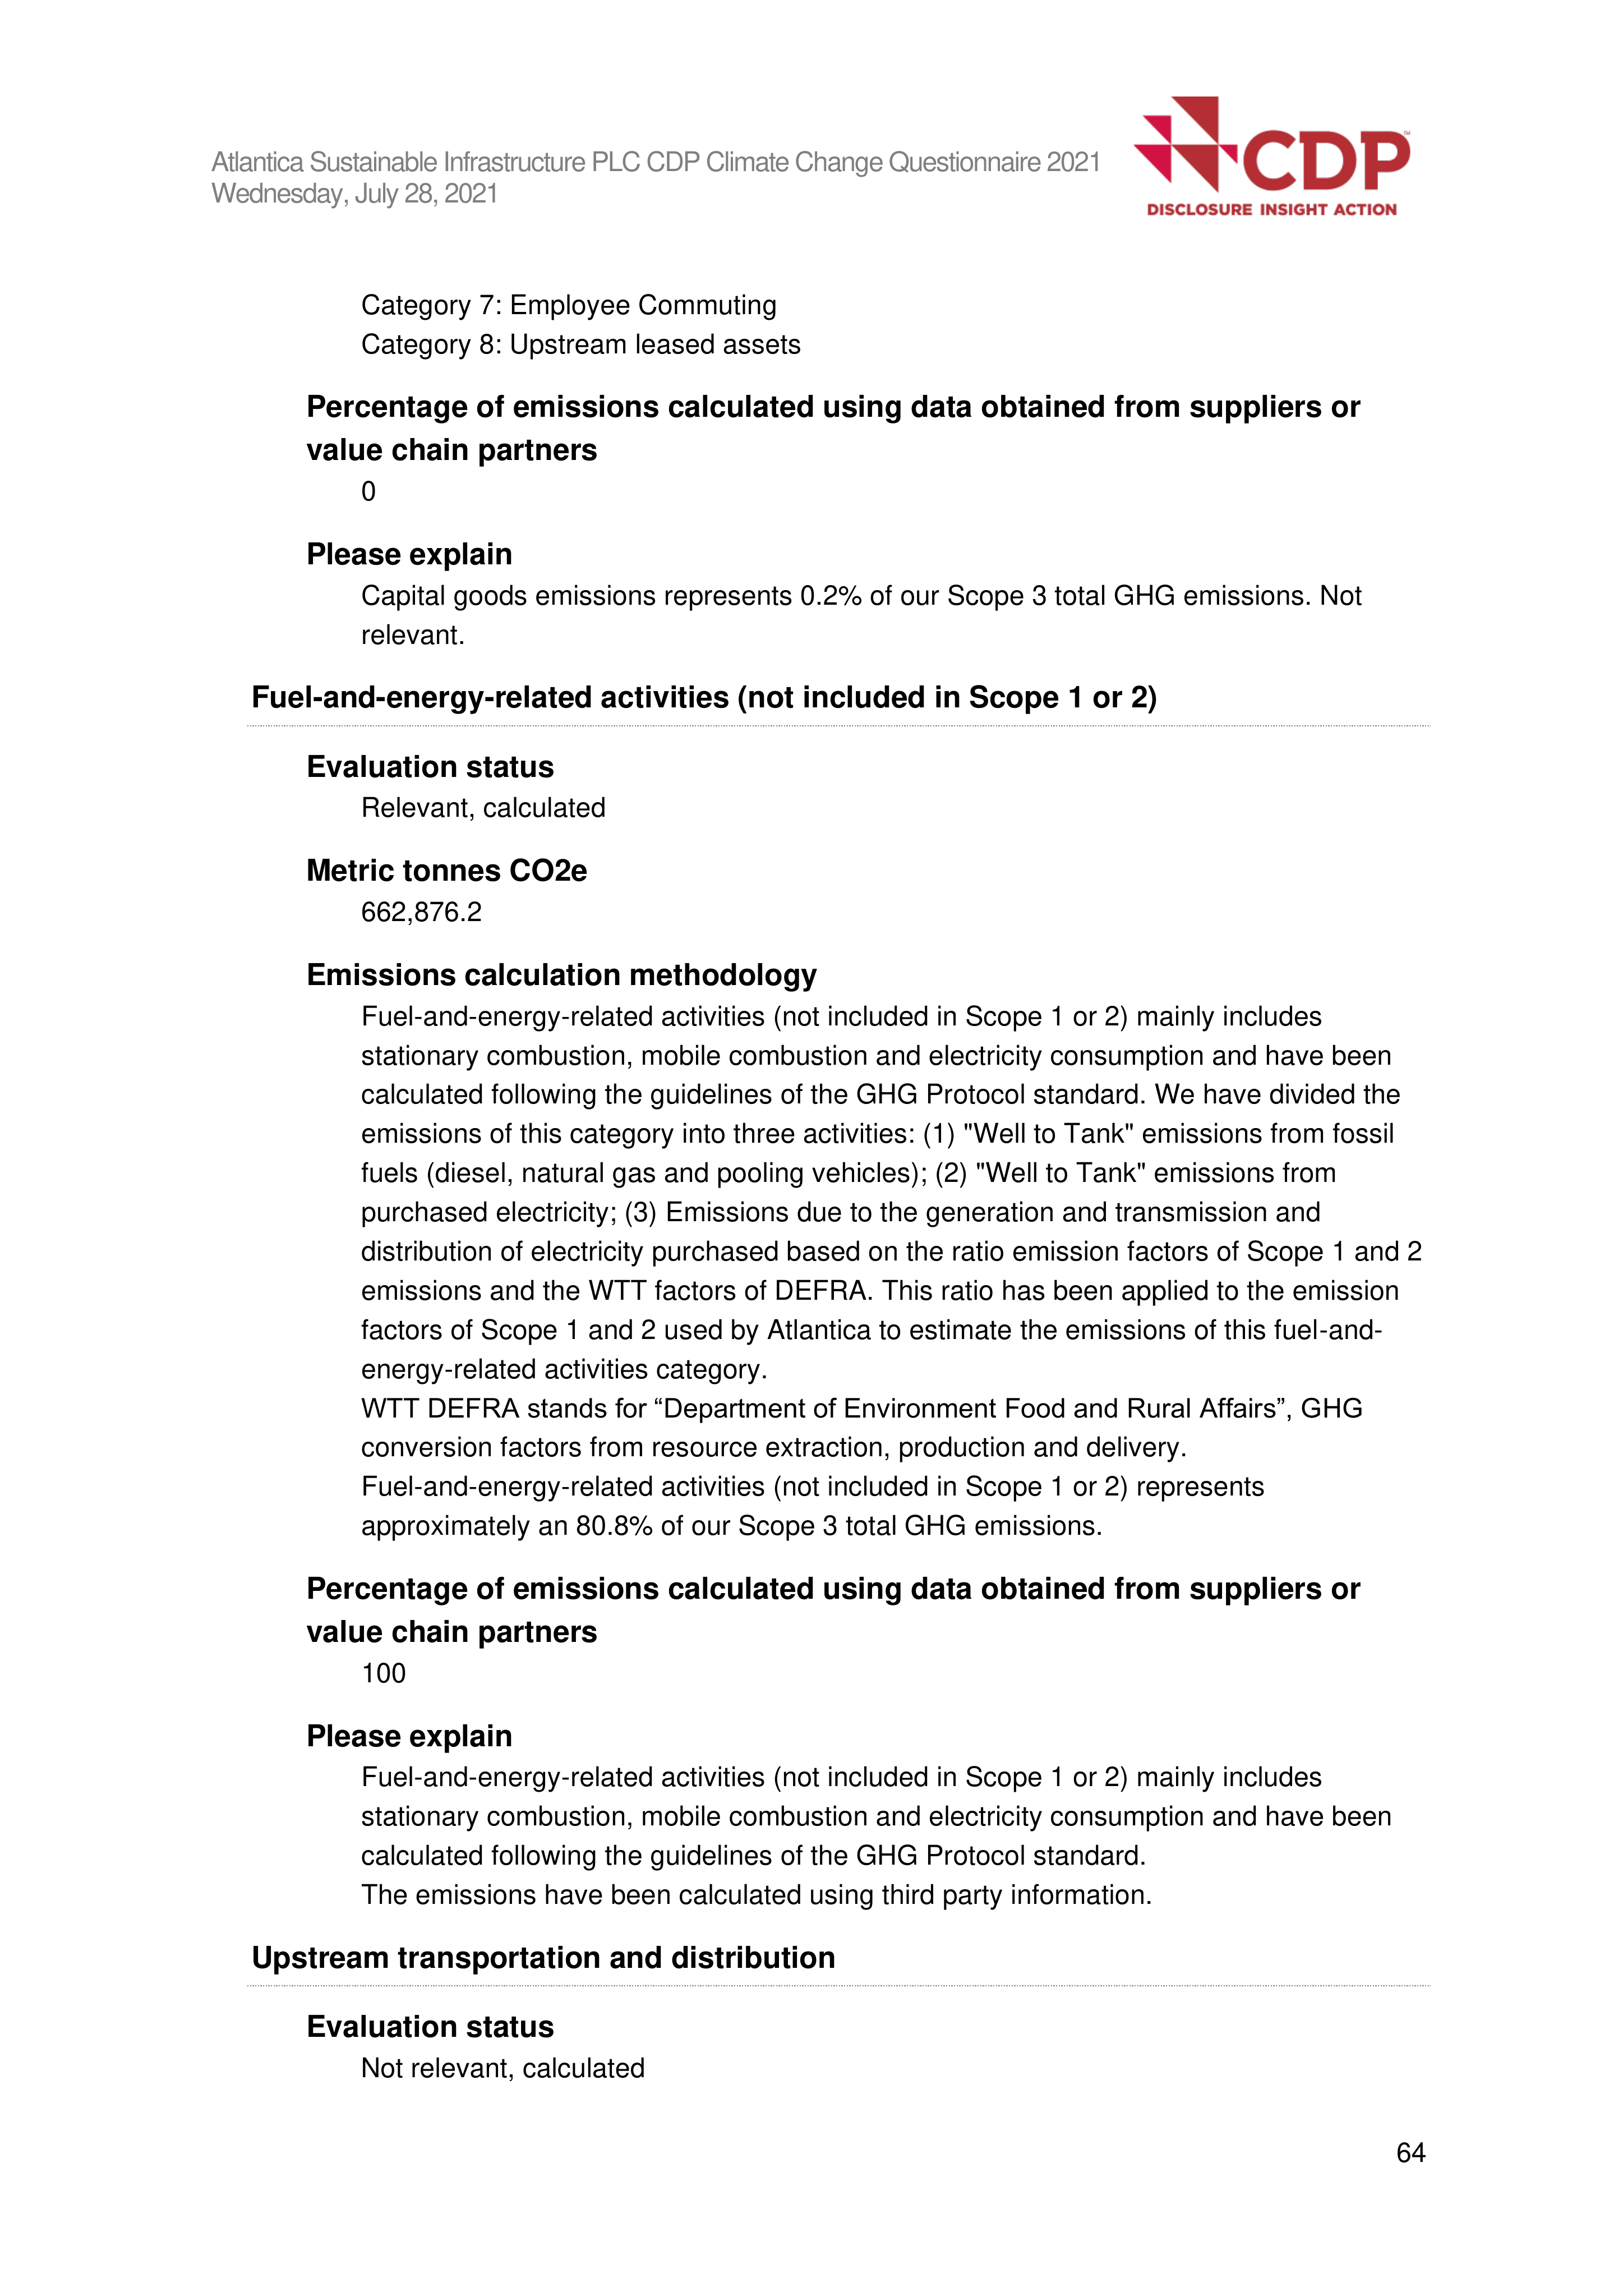 Atlantica Sustainable Infrastructure PLC CDP Climate Change Questionnaire 2021
Wednesday, July 28, 2021
CDP™
DISCLOSURE INSIGHT ACTION
Category 7: Employee Commuting
Category 8: Upstream leased assets
Percentage of emissions calculated using data obtained from suppliers or
value chain partners
0
Please explain
Capital goods emissions represents 0.2% of our Scope 3 total GHG emissions. Not
relevant.
Fuel-and-energy-related activities (not included in Scope 1 or 2)
Evaluation status
Relevant, calculated
Metric tonnes CO2e
662,876.2
Emissions calculation methodology
Fuel-and-energy-related activities (not included in Scope 1 or 2) mainly includes
stationary combustion, mobile combustion and electricity consumption and have been
calculated following the guidelines of the GHG Protocol standard. We have divided the
emissions of this category into three activities: (1) "Well to Tank" emissions from fossil
fuels (diesel, natural gas and pooling vehicles); (2) "Well to Tank" emissions from
purchased electricity; (3) Emissions due to the generation and transmission and
distribution of electricity purchased based on the ratio emission factors of Scope 1 and 2
emissions and the WTT factors of DEFRA. This ratio has been applied to the emission
factors of Scope 1 and 2 used by Atlantica to estimate the emissions of this fuel-and-
energy-related activities category.
WTT DEFRA stands for “Department of Environment Food and Rural Affairs”, GHG
conversion factors from resource extraction, production and delivery.
Fuel-and-energy-related activities (not included in Scope 1 or 2) represents
approximately an 80.8% of our Scope 3 total GHG emissions.
Percentage of emissions calculated using data obtained from suppliers or
value chain partners
100
Please explain
Fuel-and-energy-related activities (not included in Scope 1 or 2) mainly includes
stationary combustion, mobile combustion and electricity consumption and have been
calculated following the guidelines of the GHG Protocol standard.
The emissions have been calculated using third party information.
Upstream transportation and distribution
Evaluation status
Not relevant, calculated
64